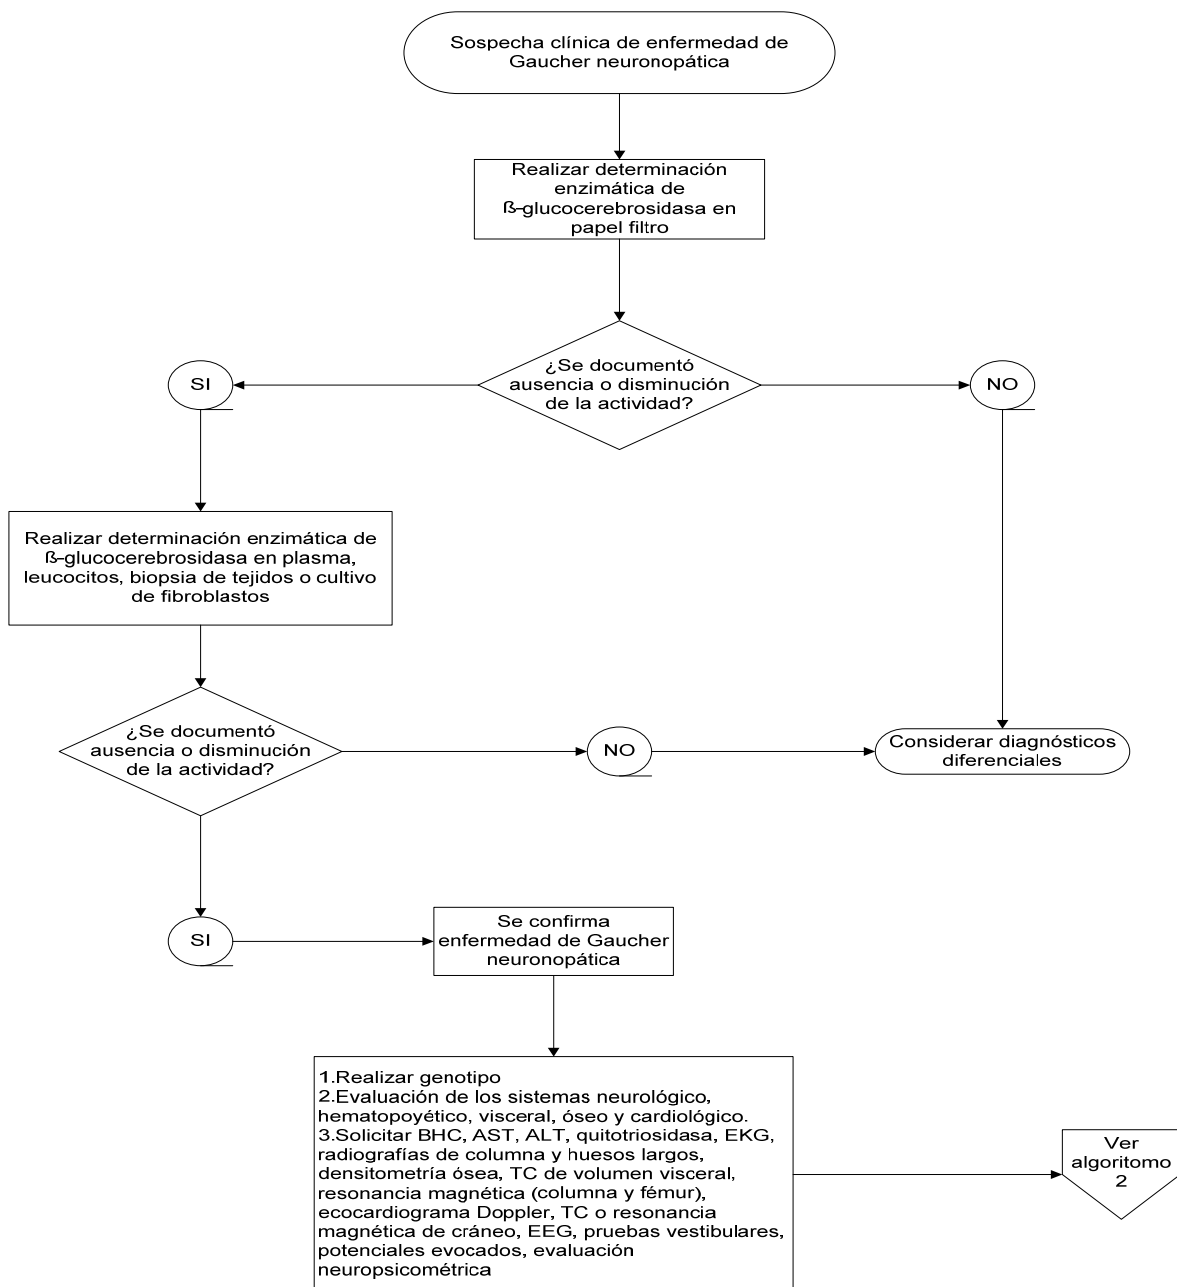 Sospecha clínica de enfermedad de
Gaucher neuronopática
Realizar determinación
enzimática de
ß-glucocerebrosidasa en
papel filtro
¿Se documentó
ausencia o disminución
de la actividad?
SI
NO
Realizar determinación enzimática de
ß-glucocerebrosidasa en plasma,
leucocitos, biopsia de tejidos o cultivo
de fibroblastos
¿Se documentó
ausencia o disminución
de la actividad?
NO
Considerar diagnósticos
diferenciales
SI
Se confirma
enfermedad de Gaucher
neuronopática
1.Realizar genotipo
2.Evaluación de los sistemas neurológico,
hematopoyético, visceral, óseo y cardiológico.
3.Solicitar BHC, AST, ALT, quitotriosidasa, EKG,
radiografías de columna y huesos largos,
densitometría ósea, TC de volumen visceral,
resonancia magnética (columna y fémur),
ecocardiograma Doppler, TC o resonancia
magnética de cráneo, EEG, pruebas vestibulares,
potenciales evocados, evaluación
neuropsicométrica
Ver
algoritomo
2